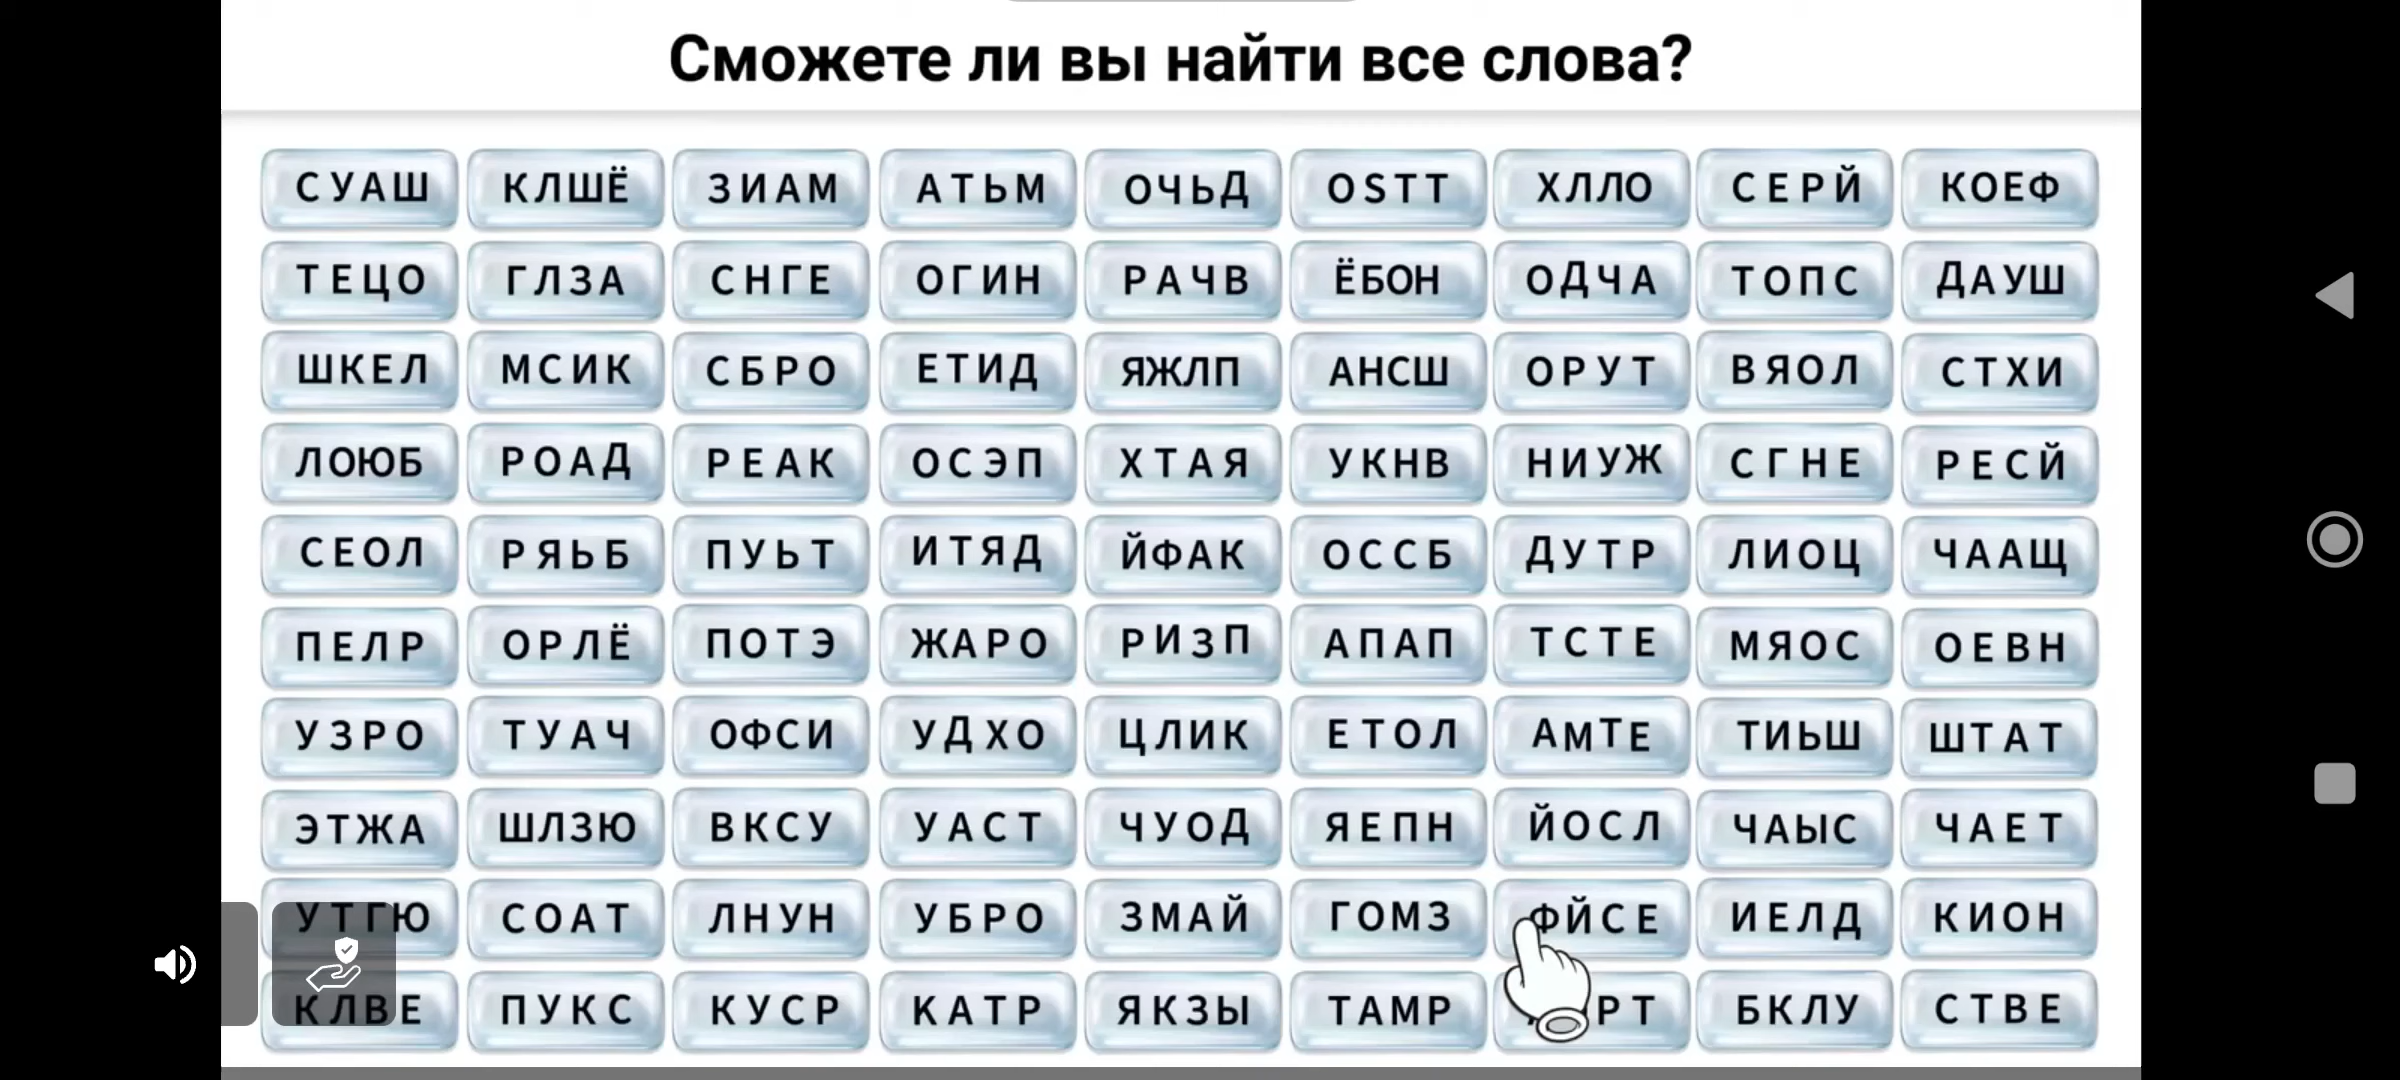 Сможете ли вы найти все слова?
СУАШ КЛШЁ ЗИАМ АТЬМ ОЧЬД OSTT ХЛЛО СЕРЙ КОЕФ
ТЕЦО ГЛЗА СНГЕ ОГИН РАЧВ ЁБОН ОДЧА ТОПС ДАУШ
ШКЕЛ МСИК СБРО ЕТИД ЯЖЛП АНСШ ОРУТ ВЯОЛ СТХИ
ЛОЮБ РОАД РЕАК ОСЭП ХТАЯ УКНВ НИУЖ СГНЕ РЕСЙ
СЕОЛ РЯЬБ ПУЬТ ИТЯД ЙФАК ОССБ ДУТР ЛИОЦ ЧААЩ
ПЕЛР ОРЛЁ ПОТЭ ЖАРО РИЗП АПАП ТСТЕ МЯОС ОЕВН
УЗРО ТУАЧ ОФСИ УДХО ЦЛИК ЕТОЛ АМТЕ ТИЬШ ШТАТ
ЭТЖА ШЛЗЮ ВКСУ УАСТ ЧУОД ЯЕПН ЙОСЛ ЧАЫС ЧАЕТ
УТГЮ СОАТ ЛНУН УБРО ЗМАЙ ГОМЗ ФЙСЕ ИЕЛД КИОН
КЛВЕ ПУКС КУСР КАТР ЯКЗЫ ТАМР БКЛУ СТВЕ